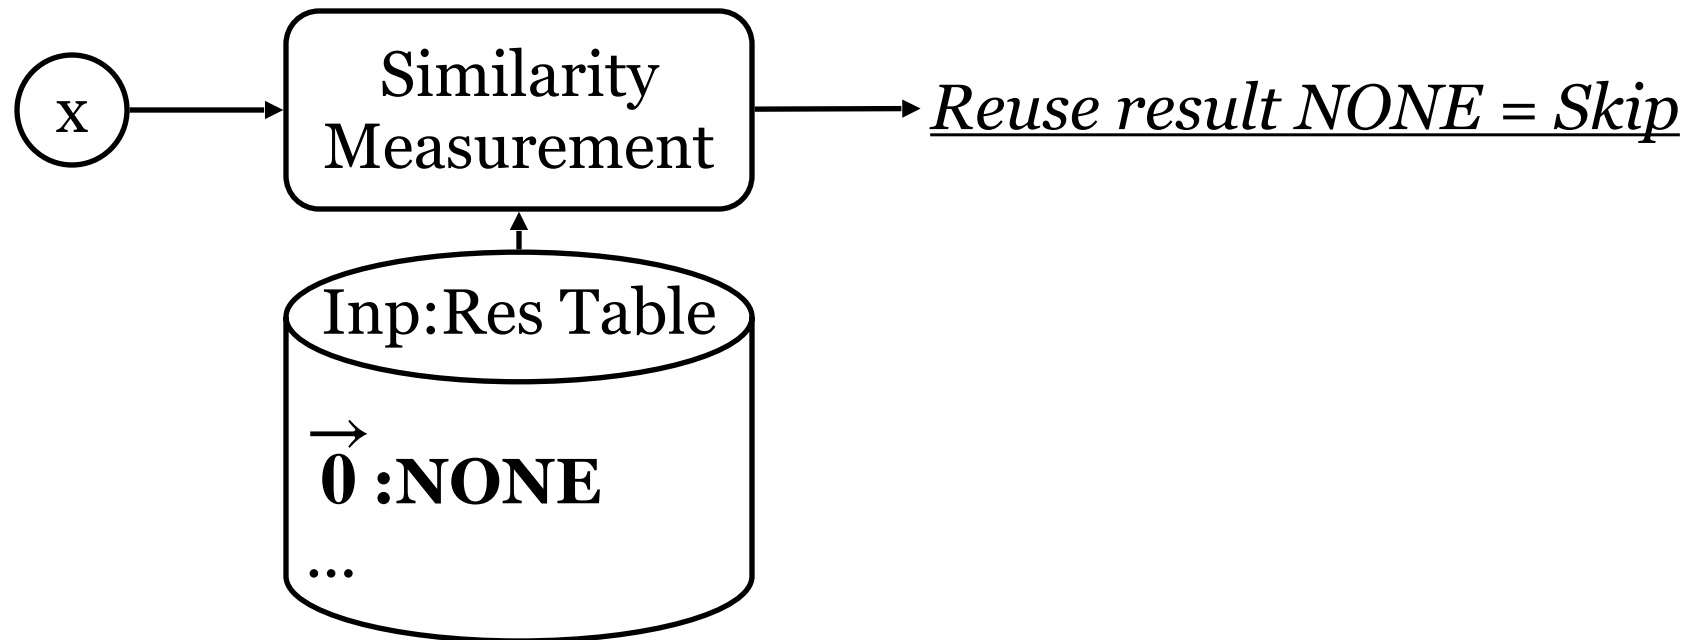 x
Similarity
Measurement
Reuse result NONE = Skip
Inp:Res Table
0⃗ :NONE
...